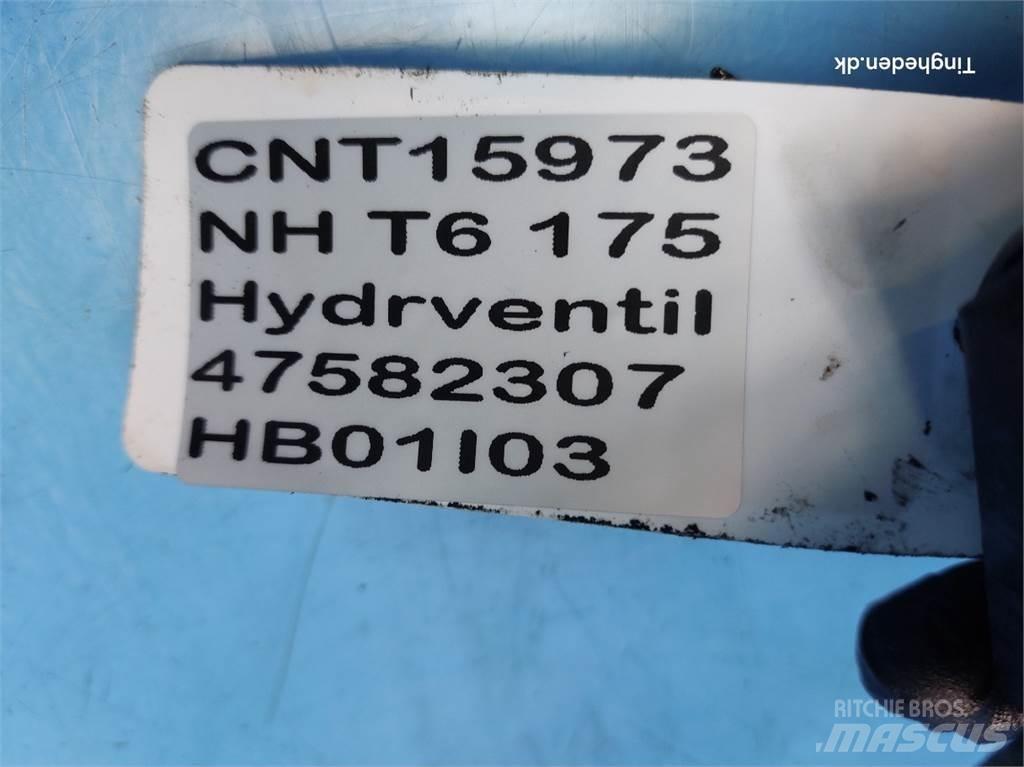 Tingheden.dk
CNT15973
NH T6 175
Hydrventil
47582307
HB01I03
RITCHIE BROS.
MASCUS